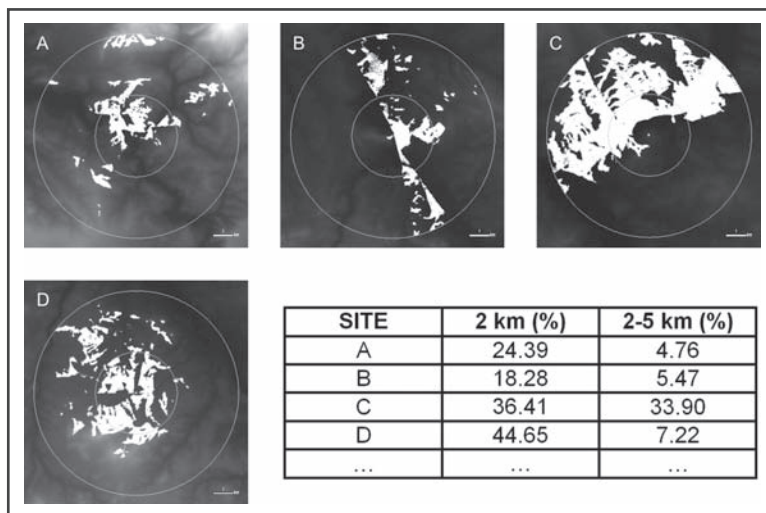 A
B
C
D
SITE 2 km (%) 2-5 km (%)
A 24.39 4.76
B 18.28 5.47
C 36.41 33.90
D 44.65 7.22
... ... ...